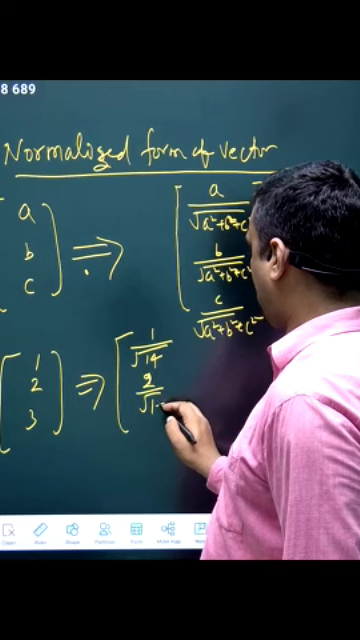 8 689
Normalized form of vector
[a b c] ⇒ [a/√a²+b²+c² b/√a²+b²+c² c/√a²+b²+c²]
[1 2 3] ⇒ [1/√14 2/√1
Clean Ruler Shape Partition Form Mind map